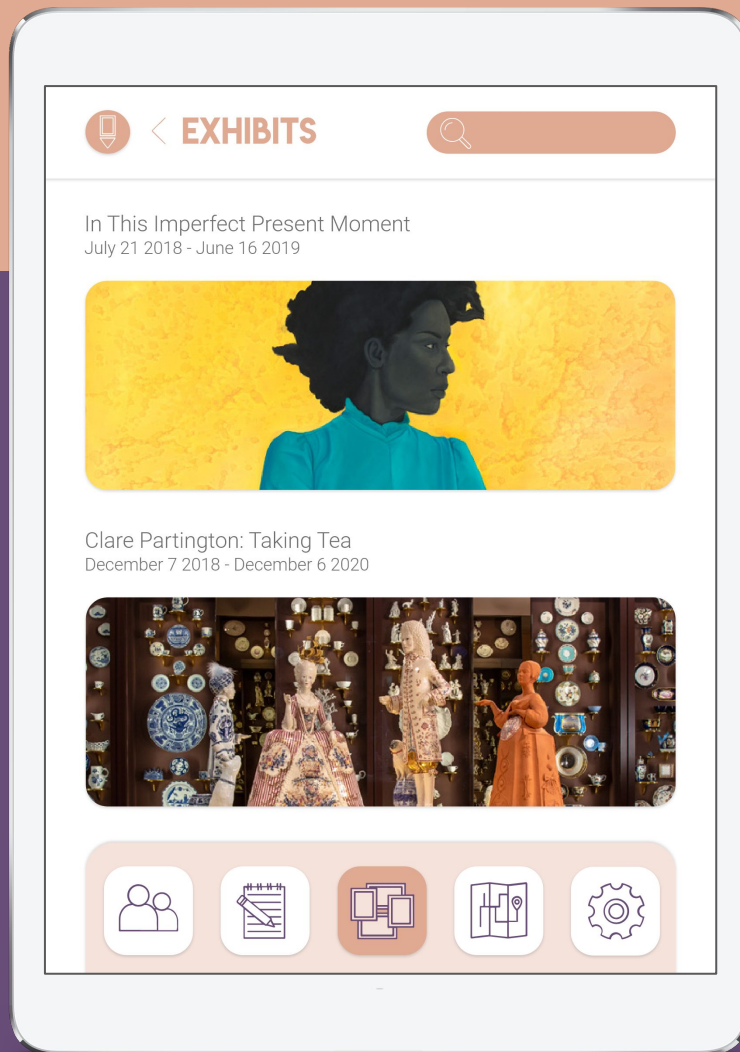 EXHIBITS
In This Imperfect Present Moment
July 21 2018 - June 16 2019
Clare Partington: Taking Tea
December 7 2018 - December 6 2020